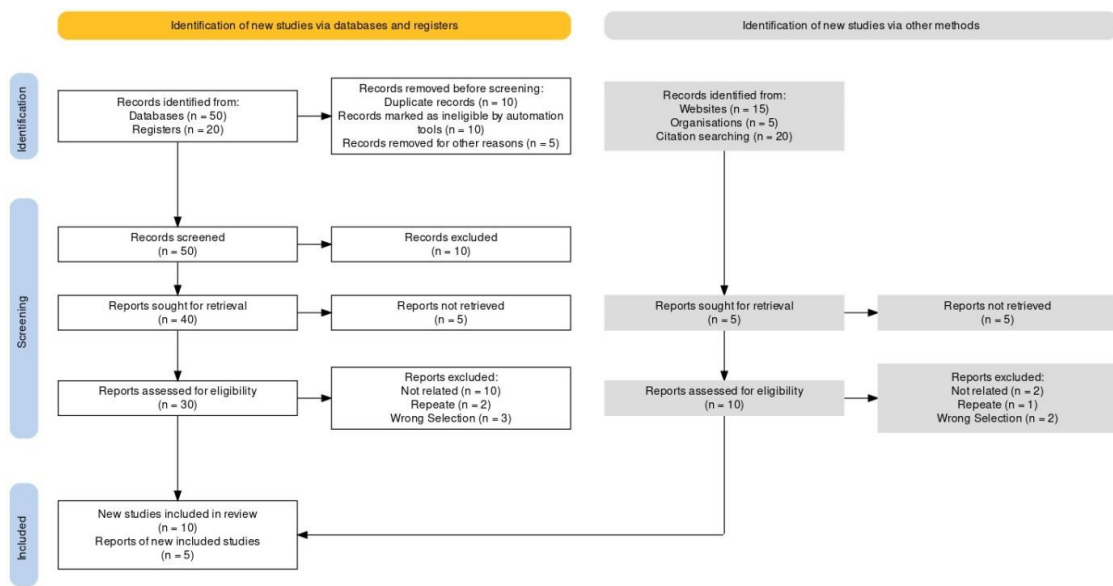 Identification of new studies via databases and registers
Identification of new studies via other methods
Identification
Records identified from:
Databases (n = 50)
Registers (n = 20)
Records removed before screening:
Duplicate records (n = 10)
Records marked as ineligible by automation
tools (n = 10)
Records removed for other reasons (n = 5)
Records identified from:
Websites (n = 15)
Organisations (n = 5)
Citation searching (n = 20)
Screening
Records screened
(n = 50)
Records excluded
(n = 10)
Reports sought for retrieval
(n = 40)
Reports not retrieved
(n = 5)
Reports sought for retrieval
(n = 5)
Reports not retrieved
(n = 5)
Reports assessed for eligibility
(n = 30)
Reports excluded:
Not related (n = 10)
Repeate (n = 2)
Wrong Selection (n = 3)
Reports assessed for eligibility
(n = 10)
Reports excluded:
Not related (n = 2)
Repeate (n = 1)
Wrong Selection (n = 2)
Included
New studies included in review
(n = 10)
Reports of new included studies
(n = 5)